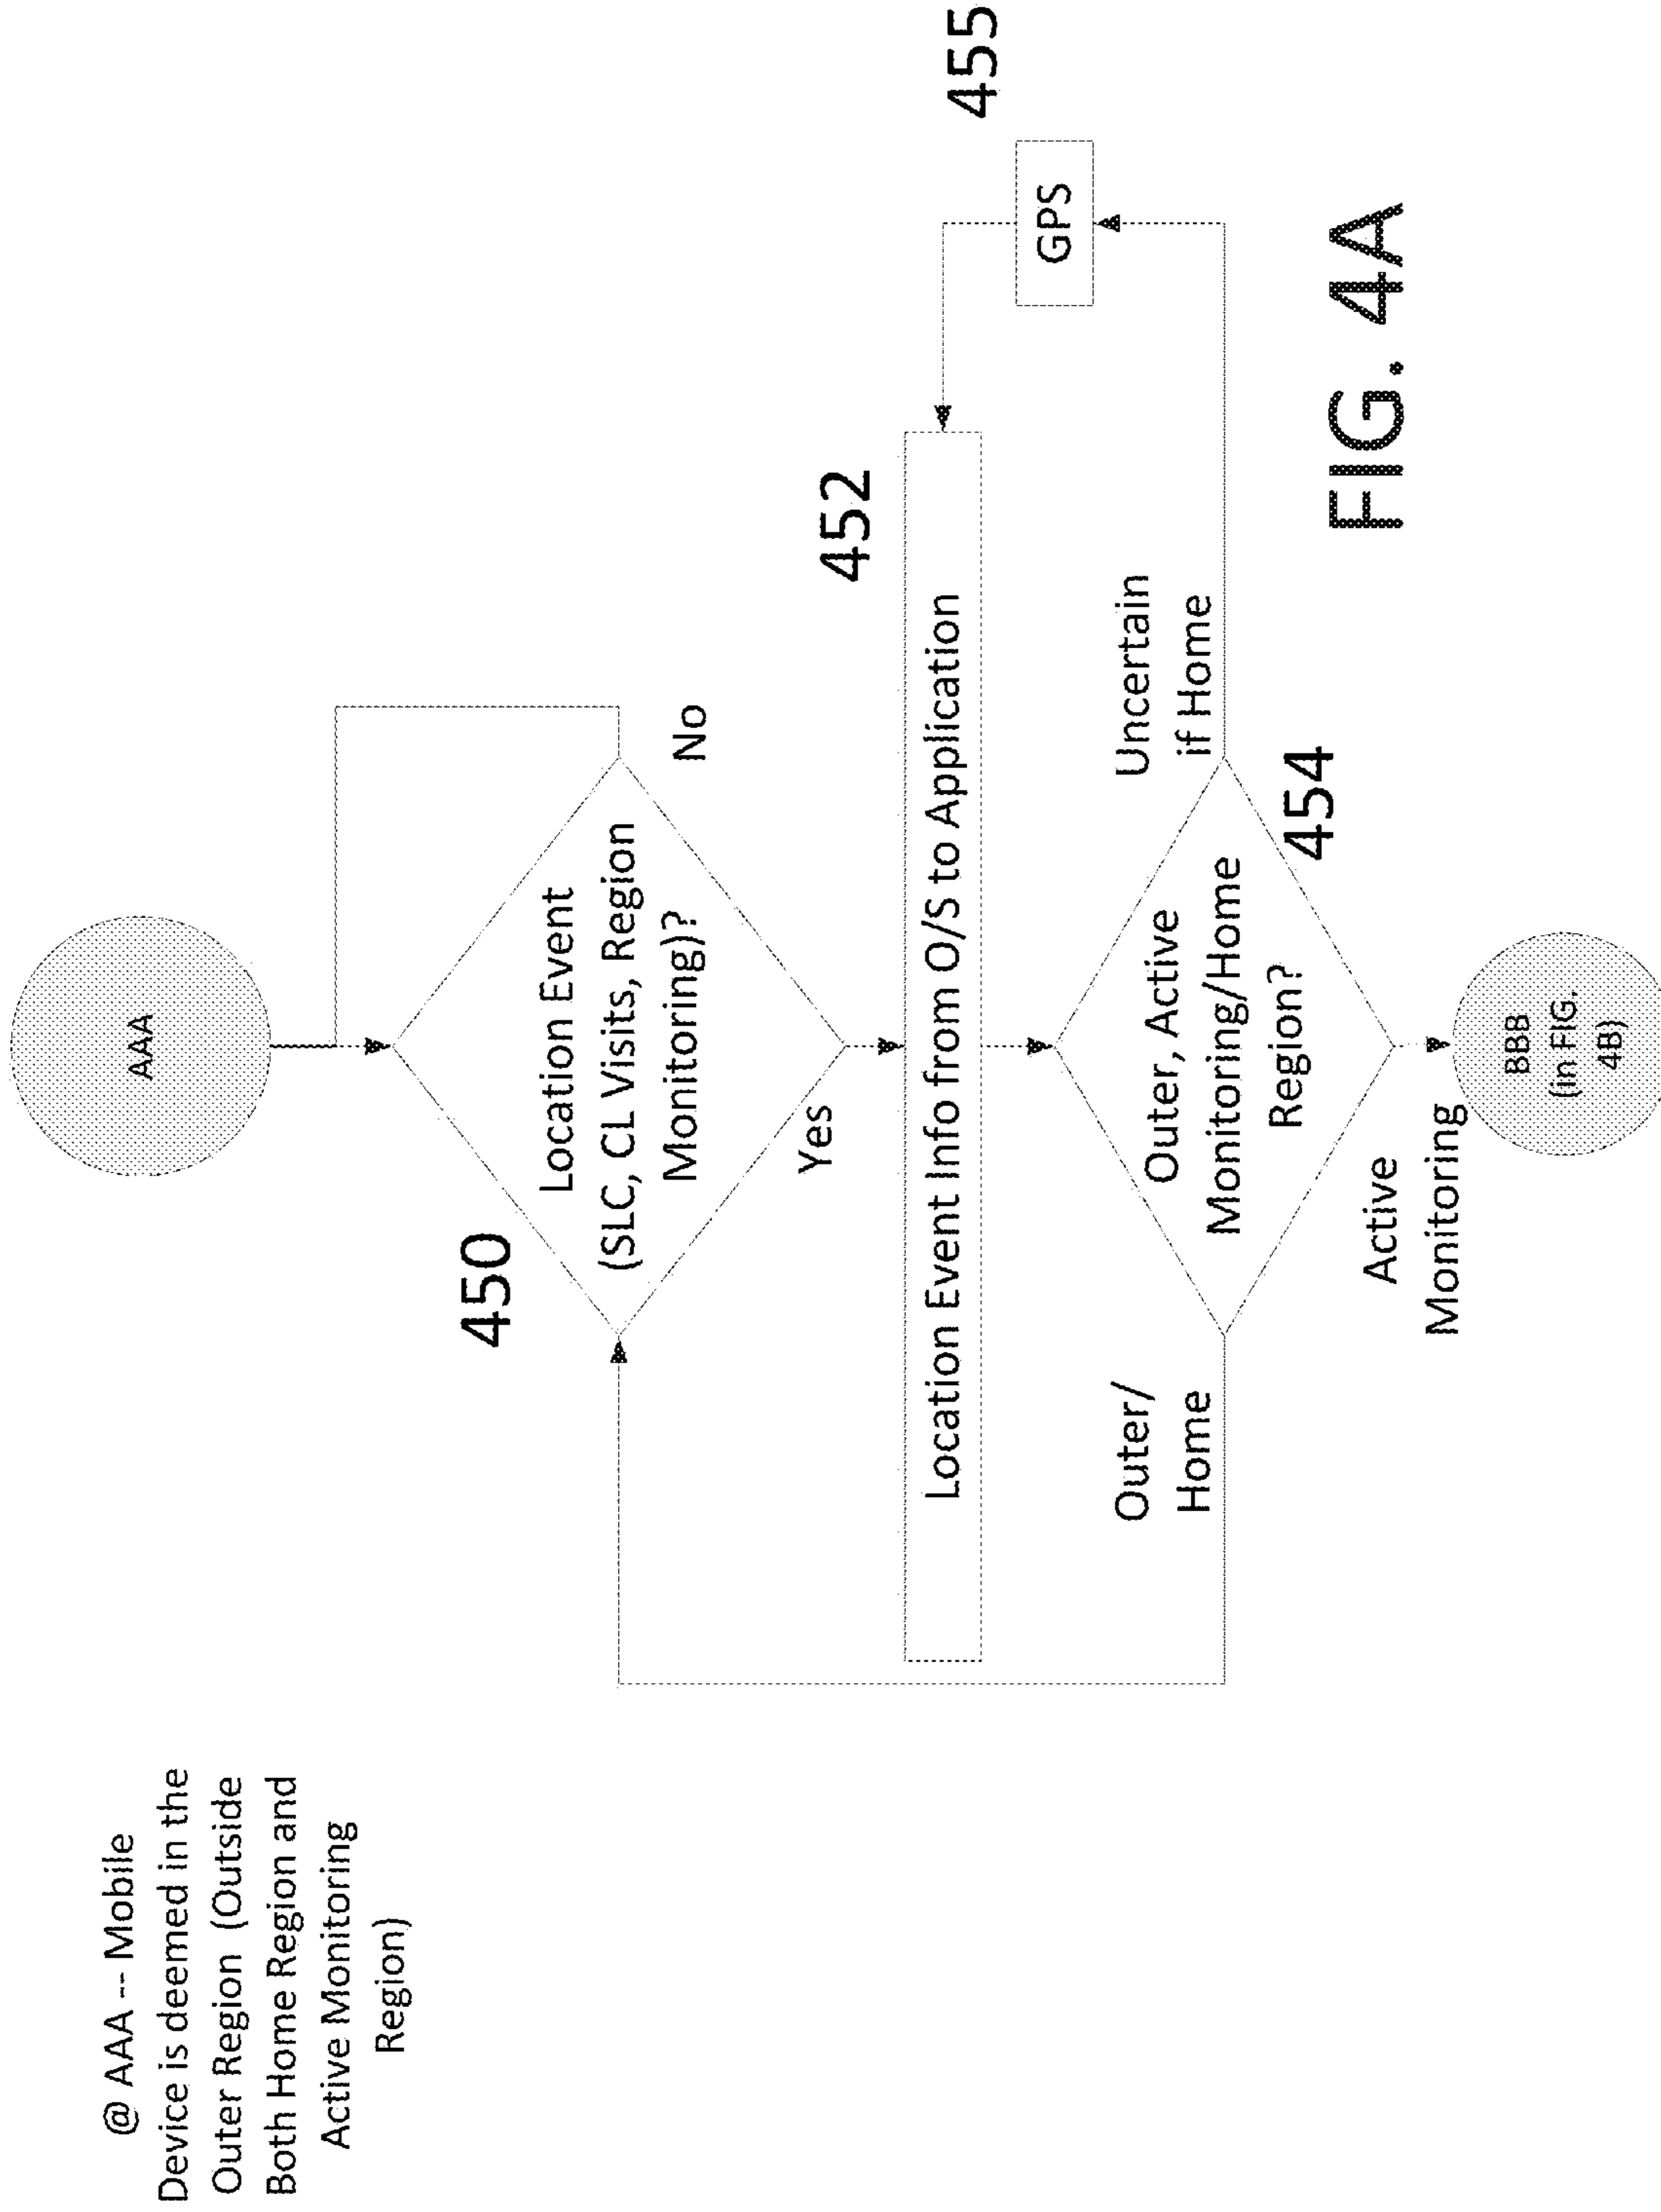 @ AAA -- Mobile
Device is deemed in the
Outer Region (Outside
Both Home Region and
Active Monitoring
Region)
AAA
450
Location Event
(SLC, CL Visits, Region
Monitoring)?
No
Yes
452
Location Event Info from O/S to Application
455
GPS
Outer/
Home
Outer, Active
Monitoring/Home
Region?
454
Uncertain
if Home
Active
Monitoring
BBB
(in FIG.
4B)
FIG. 4A